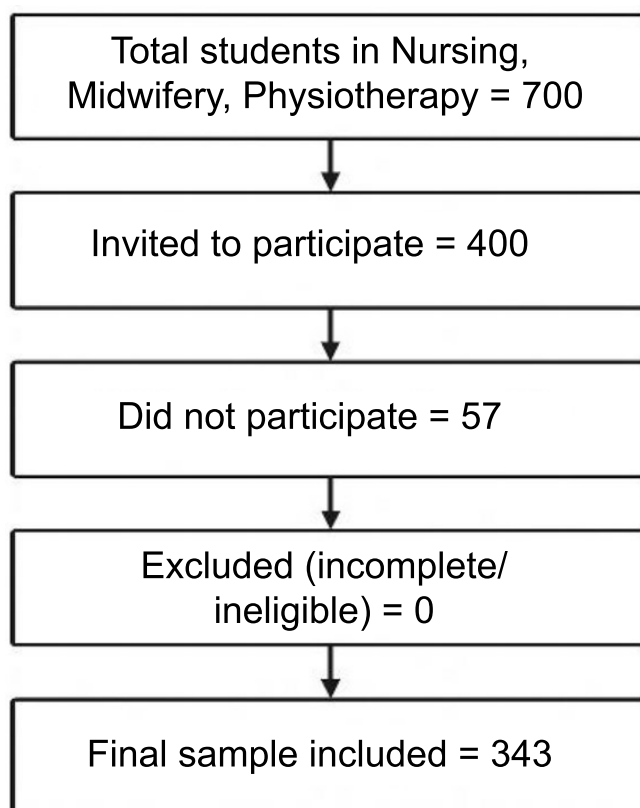 Total students in Nursing,
Midwifery, Physiotherapy = 700
Invited to participate = 400
Did not participate = 57
Excluded (incomplete/
ineligible) = 0
Final sample included = 343